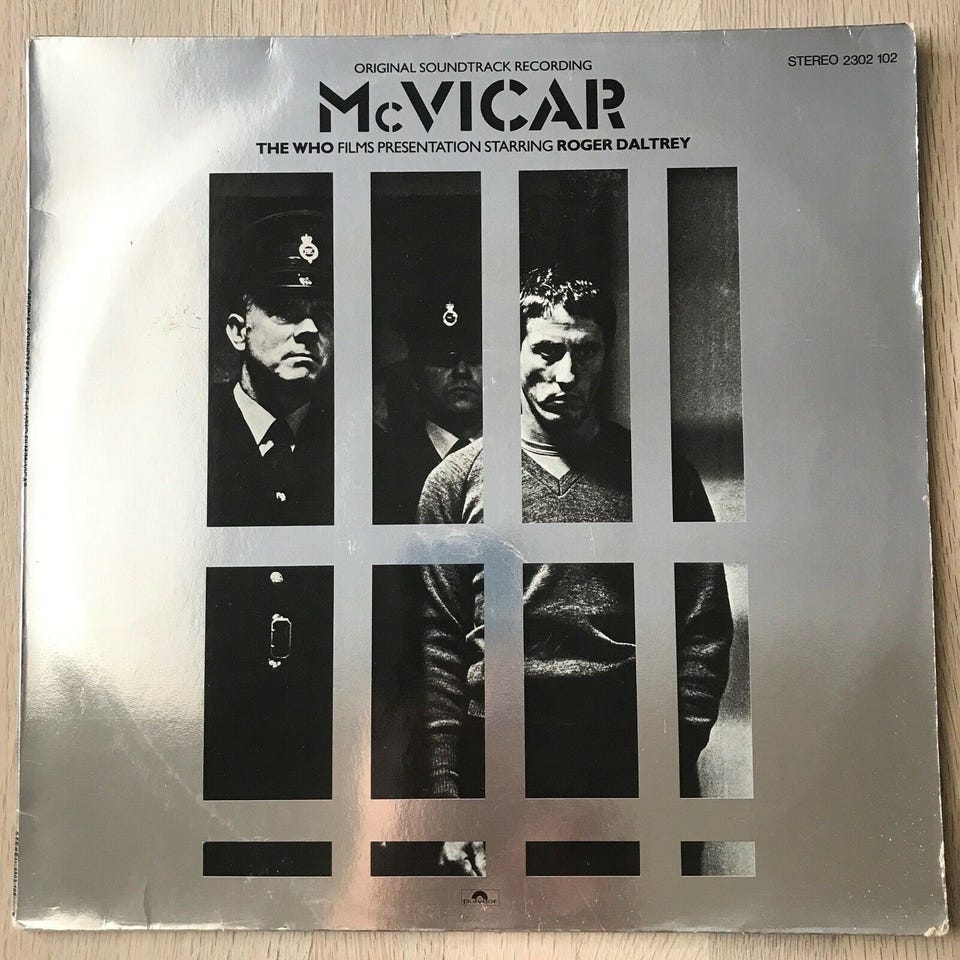 ORIGINAL SOUNDTRACK RECORDING
STEREO 2302 102
McVICAR
THE WHO FILMS PRESENTATION STARRING ROGER DALTREY
polydor